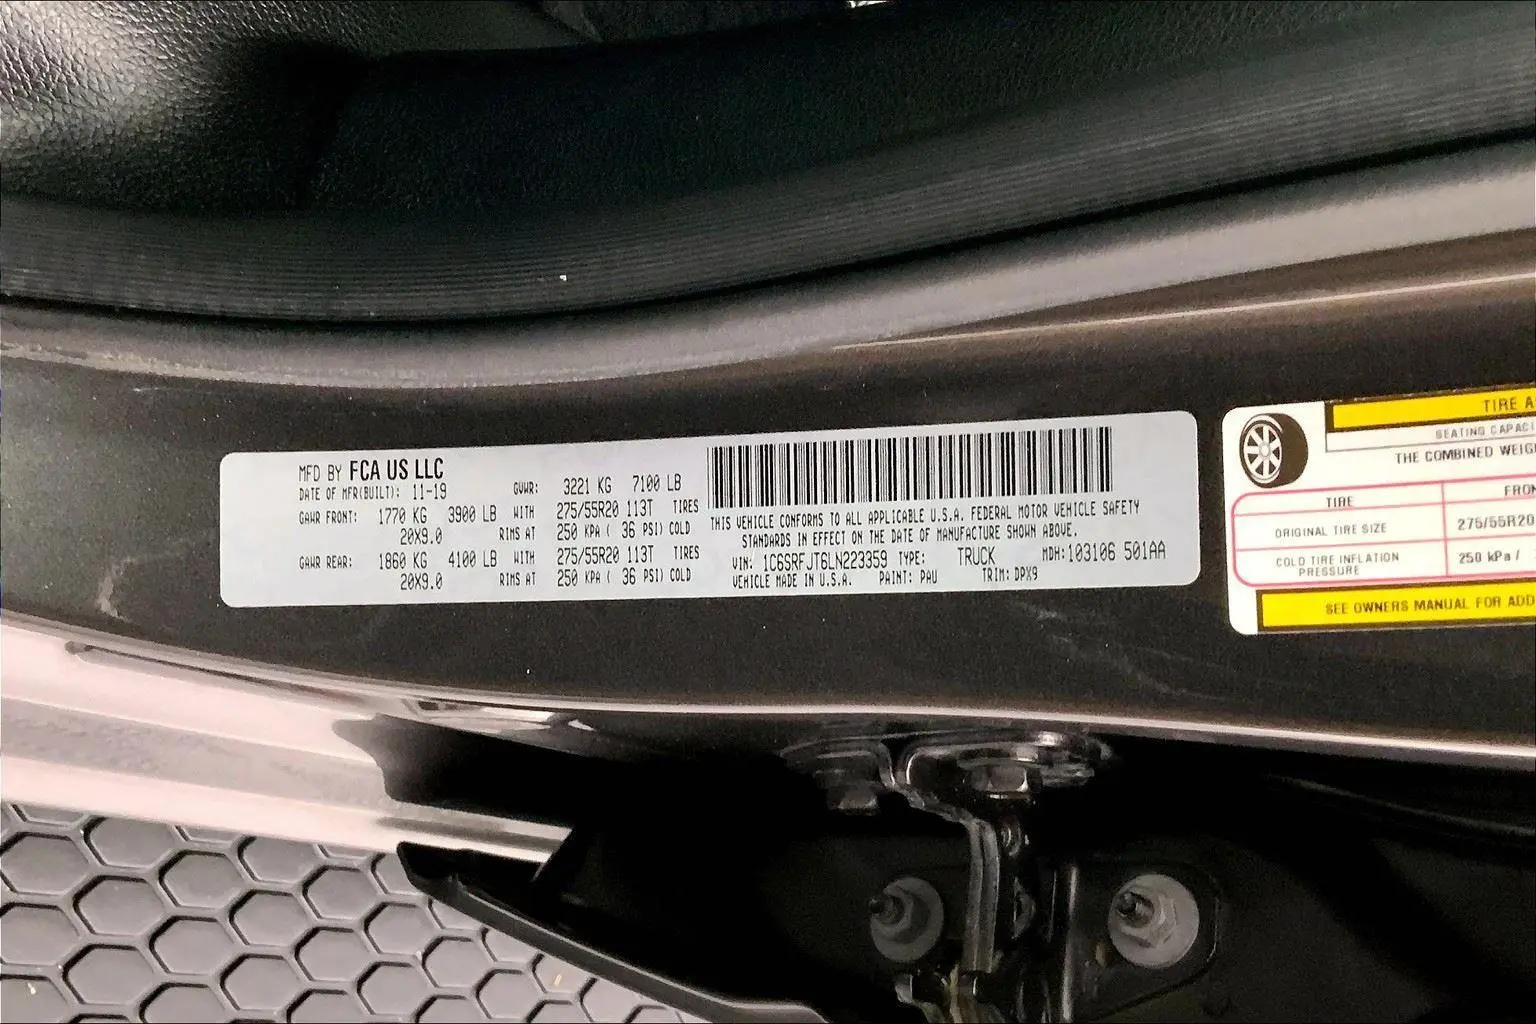 MFD BY FCA US LLC
DATE OF MFR(BUILT): 11-19 GVWR: 3221 KG 7100 LB
GAWR FRONT: 1770 KG 3900 LB WITH 275/55R20 113T TIRES
20X9.0 RIMS AT 250 KPA ( 36 PSI) COLD
GAWR REAR: 1860 KG 4100 LB WITH 275/55R20 113T TIRES
20X9.0 RIMS AT 250 KPA ( 36 PSI) COLD
THIS VEHICLE CONFORMS TO ALL APPLICABLE U.S.A. FEDERAL MOTOR VEHICLE SAFETY
STANDARDS IN EFFECT ON THE DATE OF MANUFACTURE SHOWN ABOVE.
VIN: 1C6SRFJT6LN223359 TYPE: TRUCK MDH:103106 501AA
VEHICLE MADE IN U.S.A. PAINT: PAU TRIM: DPX9
TIRE A
SEATING CAPACI
THE COMBINED WEIG
TIRE FRON
ORIGINAL TIRE SIZE 275/55R20
COLD TIRE INFLATION PRESSURE 250 kPa /
SEE OWNERS MANUAL FOR ADD